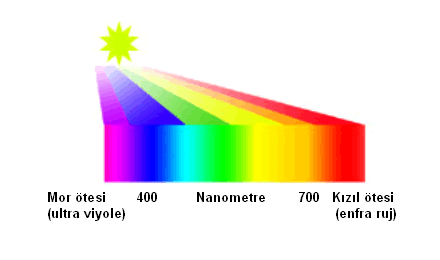 Mor ötesi 400 Nanometre 700 Kızıl ötesi
(ultra viyole) (enfra ruj)